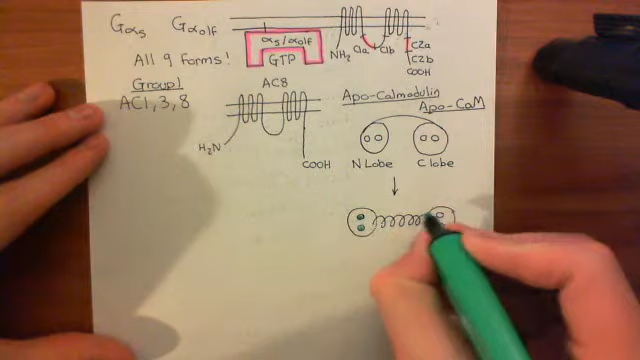 Gαs Gαolf
αs/αolf
GTP
NH2 C1a C1b C2a
C2b
COOH
All 9 Forms!
Group 1
AC1, 3, 8
AC8
H2N
COOH
Apo-Calmodulin
Apo-CaM
N Lobe C lobe